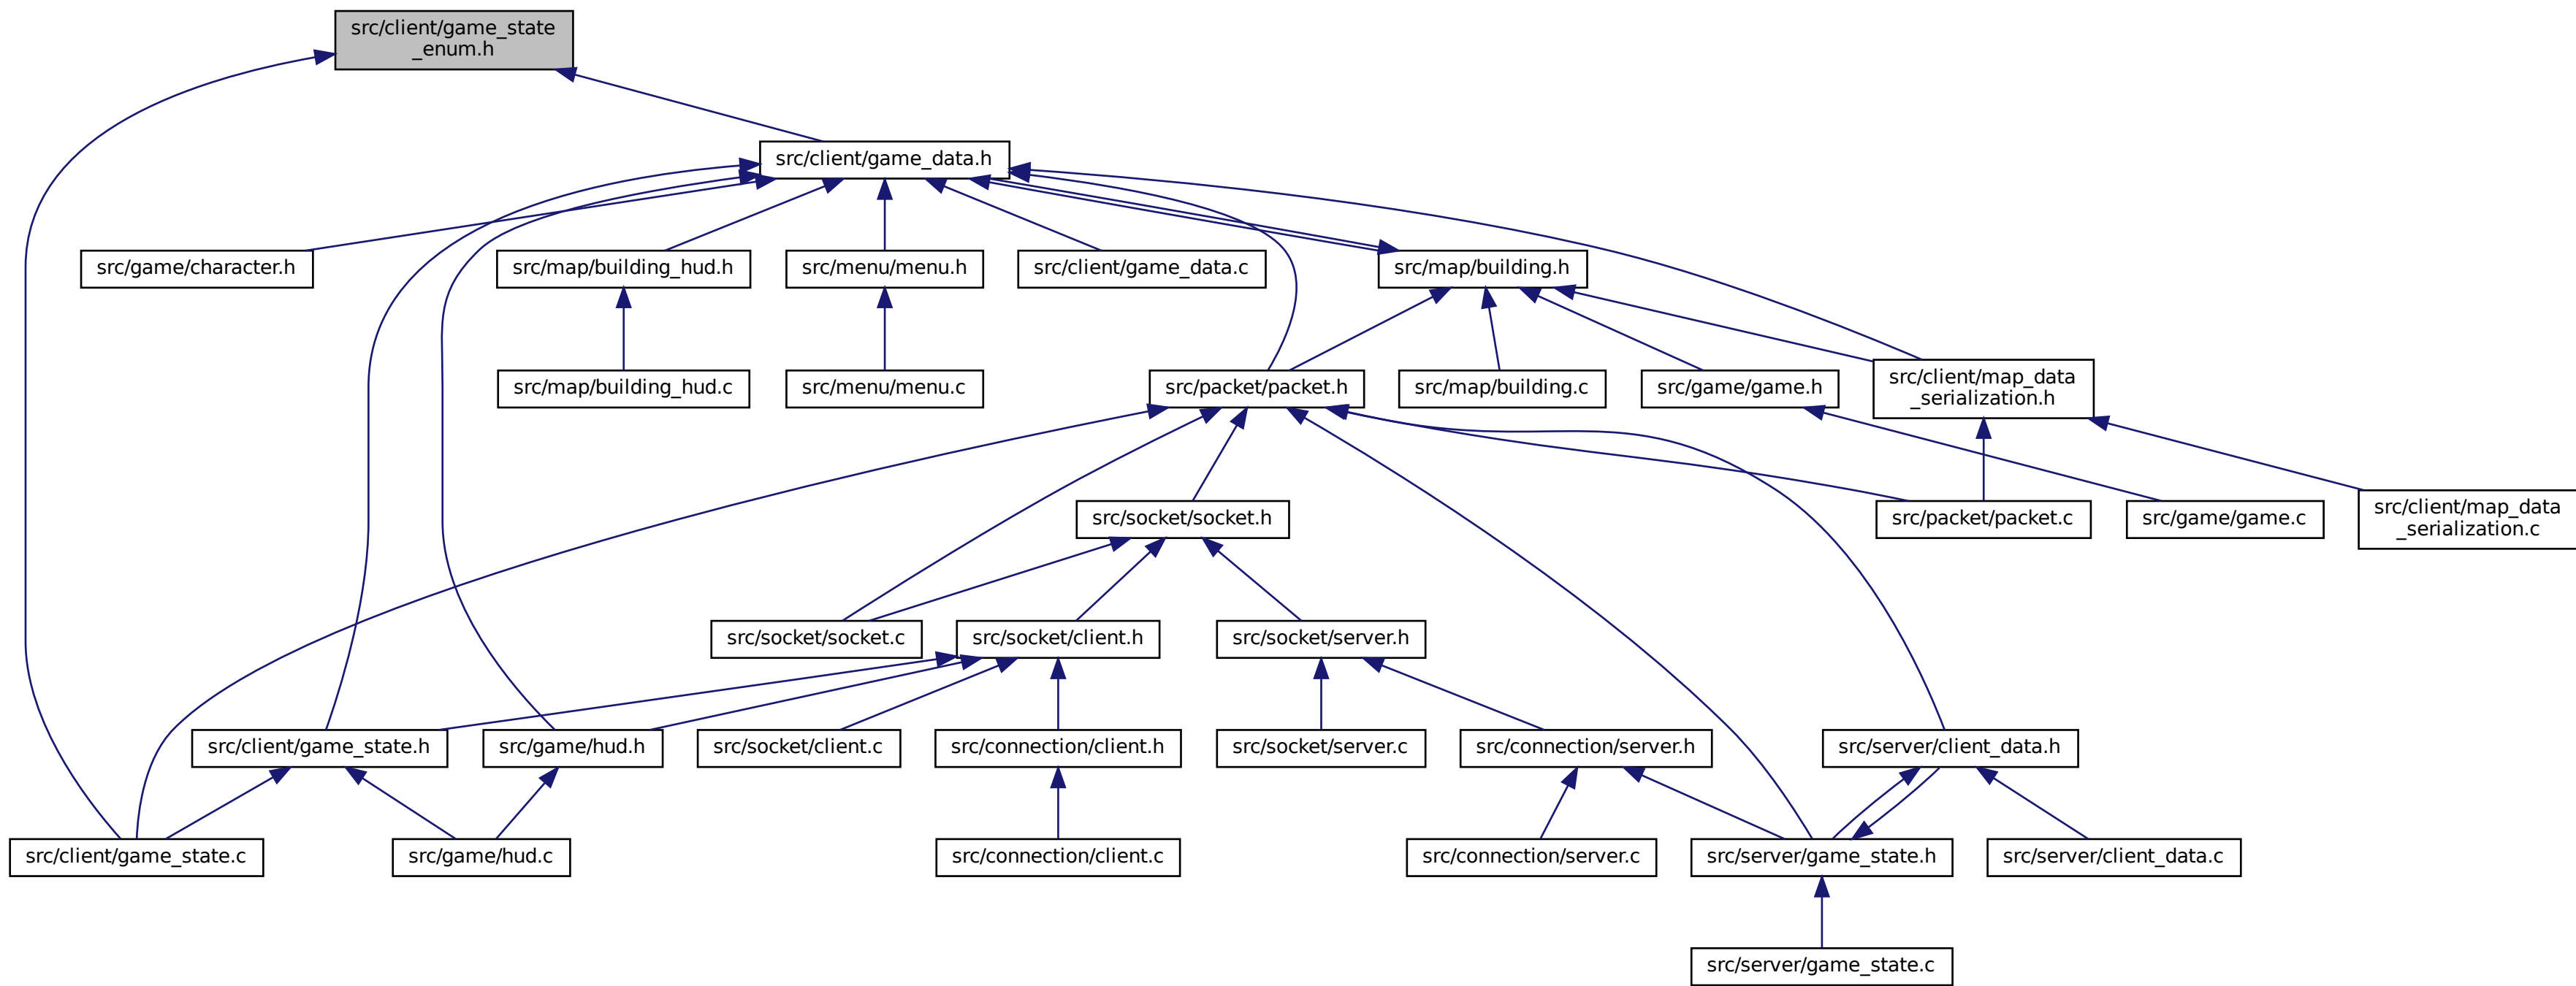 src/client/game_state
_enum.h
src/client/game_data.h
src/game/character.h
src/map/building_hud.h
src/menu/menu.h
src/client/game_data.c
src/map/building.h
src/map/building_hud.c
src/menu/menu.c
src/packet/packet.h
src/map/building.c
src/game/game.h
src/client/map_data
_serialization.h
src/socket/socket.h
src/packet/packet.c
src/game/game.c
src/client/map_data
_serialization.c
src/socket/socket.c
src/socket/client.h
src/socket/server.h
src/client/game_state.h
src/game/hud.h
src/socket/client.c
src/connection/client.h
src/socket/server.c
src/connection/server.h
src/server/client_data.h
src/client/game_state.c
src/game/hud.c
src/connection/client.c
src/connection/server.c
src/server/game_state.h
src/server/client_data.c
src/server/game_state.c